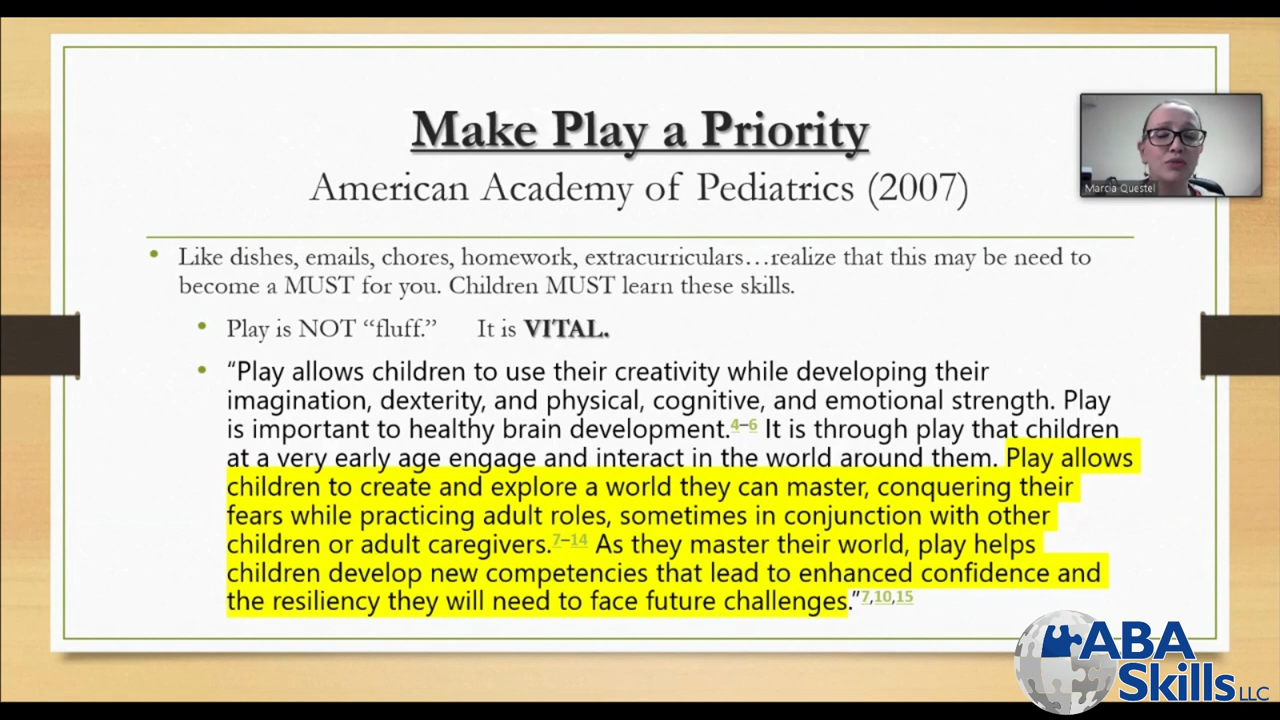 Make Play a Priority
American Academy of Pediatrics (2007)
Marcia Questel
• Like dishes, emails, chores, homework, extracurriculars…realize that this may be need to
become a MUST for you. Children MUST learn these skills.
• Play is NOT “fluff.” It is VITAL.
• “Play allows children to use their creativity while developing their
imagination, dexterity, and physical, cognitive, and emotional strength. Play
is important to healthy brain development.4–6 It is through play that children
at a very early age engage and interact in the world around them. Play allows
children to create and explore a world they can master, conquering their
fears while practicing adult roles, sometimes in conjunction with other
children or adult caregivers.7–14 As they master their world, play helps
children develop new competencies that lead to enhanced confidence and
the resiliency they will need to face future challenges.”7,10,15
ABA
Skills LLC